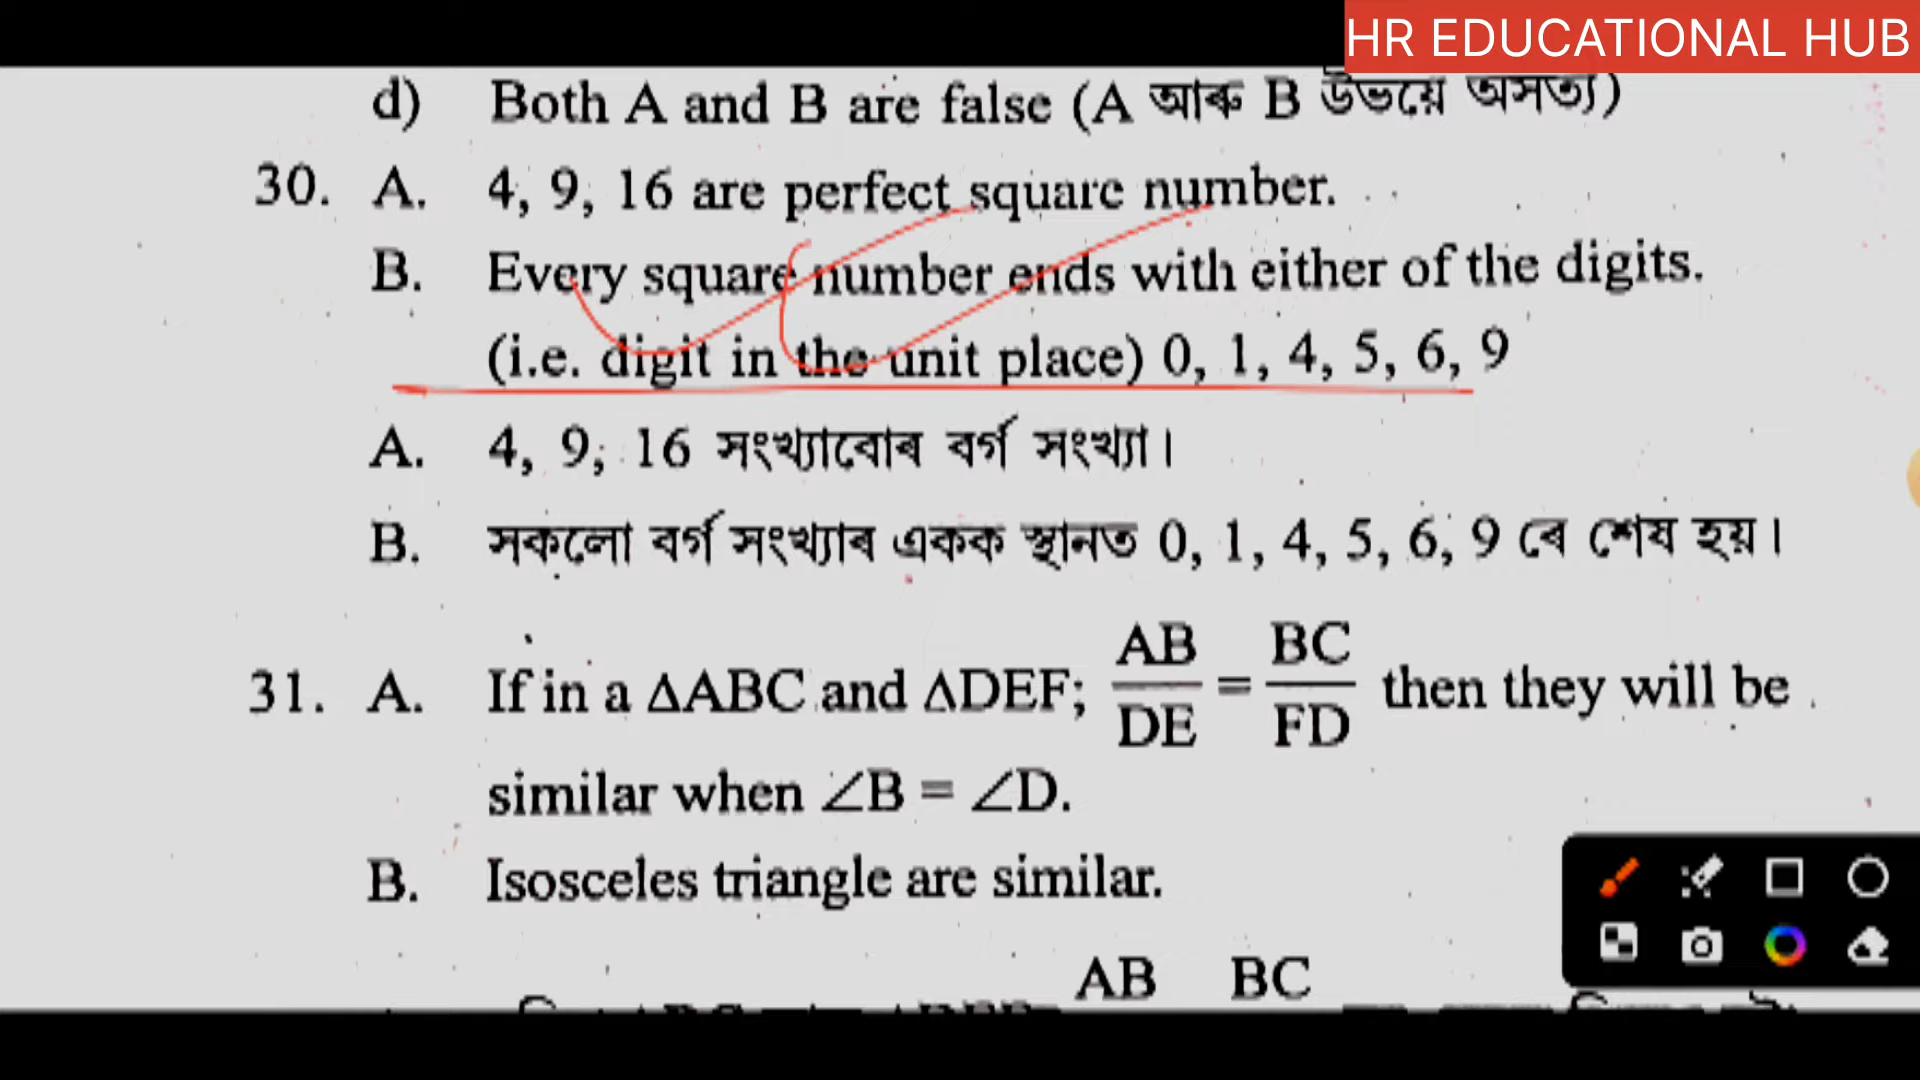 HR EDUCATIONAL HUB
d) Both A and B are false (A আৰু B উভয়ে অসত্য)
30. A. 4, 9, 16 are perfect square number.
B. Every square number ends with either of the digits.
(i.e. digit in the unit place) 0, 1, 4, 5, 6, 9
A. 4, 9, 16 সংখ্যাবোৰ বৰ্গ সংখ্যা।
B. সকলো বৰ্গ সংখ্যাৰ একক স্থানত 0, 1, 4, 5, 6, 9 ৰে শেষ হয়।
31. A. If in a ΔABC and ΔDEF; AB/DE = BC/FD then they will be
similar when ∠B = ∠D.
B. Isosceles triangle are similar.
AB BC